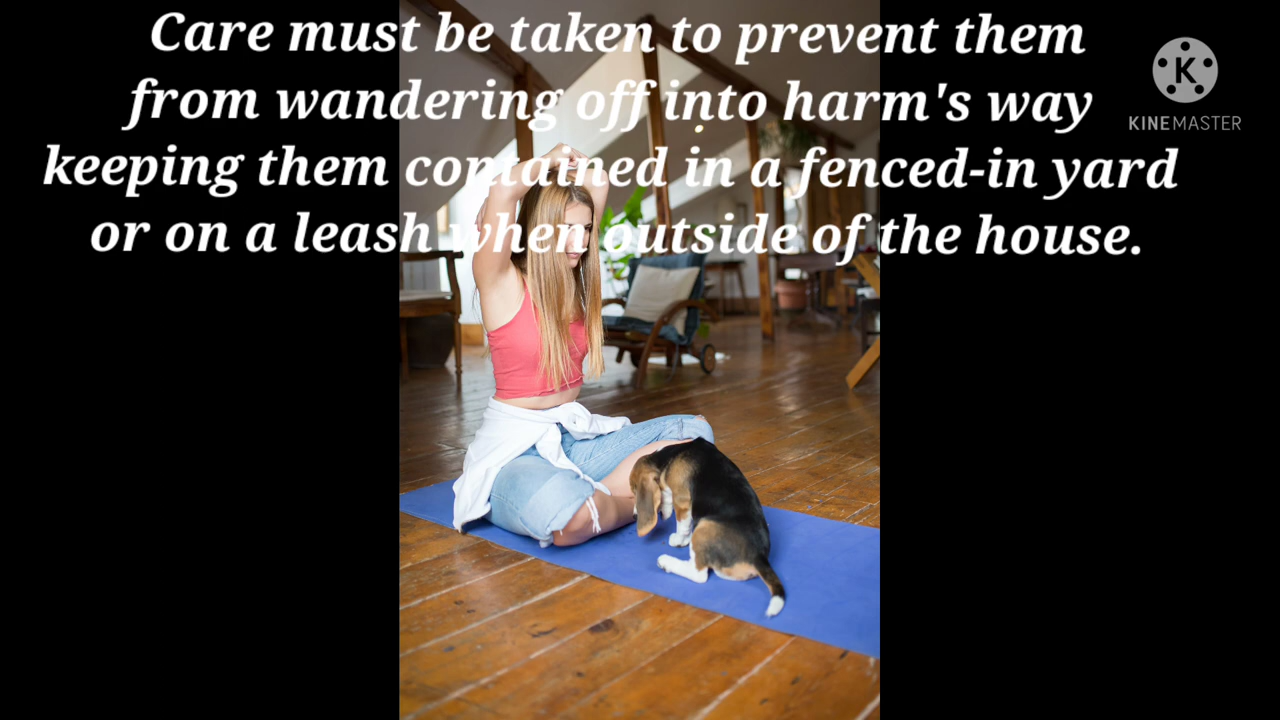 Care must be taken to prevent them
from wandering off into harm's way
keeping them contained in a fenced-in yard
or on a leash when outside of the house.
K
KINEMASTER